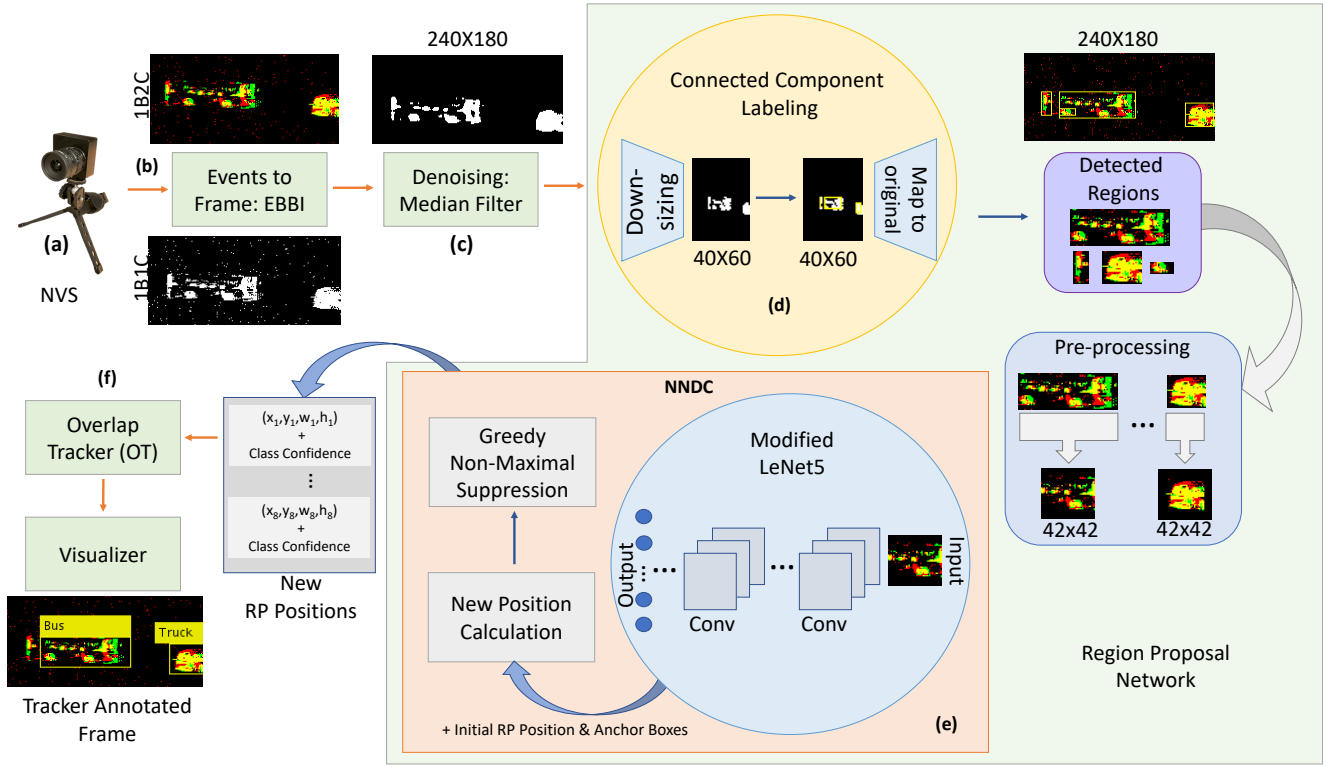 240X180
240X180
1B2C
(b)
Events to
Frame: EBBI
Denoising:
Median Filter
(a)
NVS
1B1C
(c)
Connected Component
Labeling
Down-
sizing
40X60
40X60
Map to
original
(d)
Detected
Regions
Pre-processing
42x42
42x42
Region Proposal
Network
NNDC
Modified
LeNet5
Input
Conv
Conv
Output
(e)
Greedy
Non-Maximal
Suppression
New Position
Calculation
+ Initial RP Position & Anchor Boxes
(x₁,y₁,w₁,h₁)
+
Class Confidence
(x₈,y₈,w₈,h₈)
+
Class Confidence
New
RP Positions
(f)
Overlap
Tracker (OT)
Visualizer
Bus
Truck
Tracker Annotated
Frame